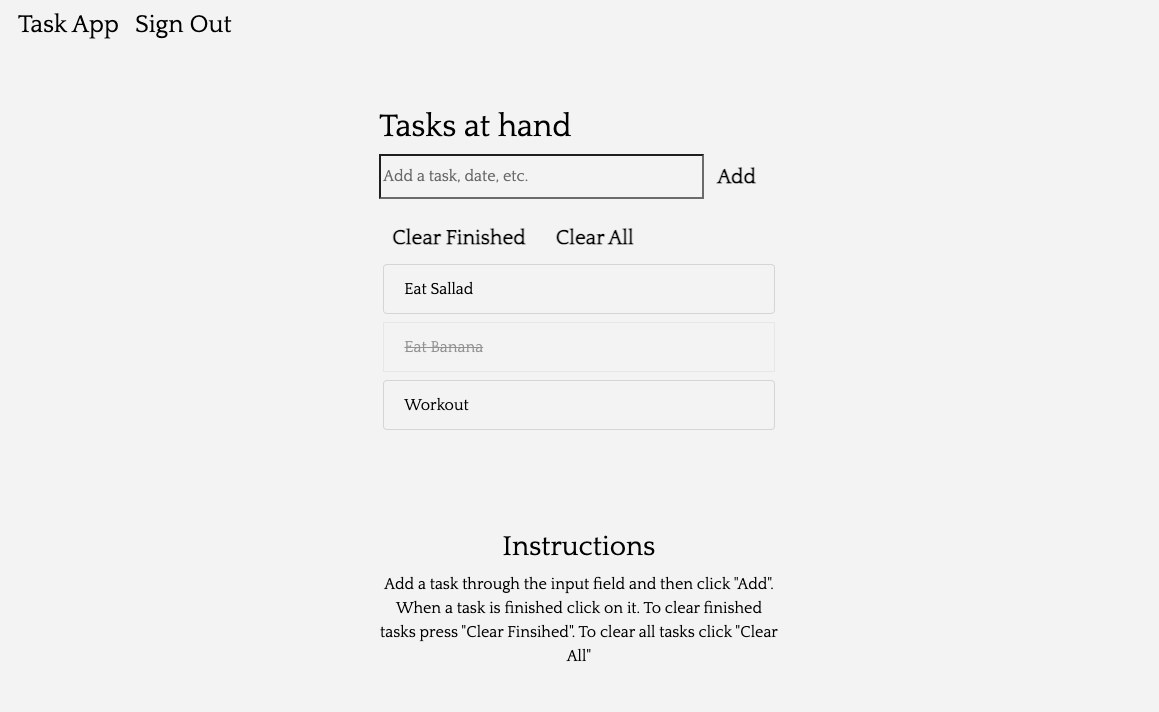 Task App Sign Out
Tasks at hand
Add a task, date, etc. Add
Clear Finished Clear All
Eat Sallad
Eat Banana
Workout
Instructions
Add a task through the input field and then click "Add".
When a task is finished click on it. To clear finished
tasks press "Clear Finsihed". To clear all tasks click "Clear
All"